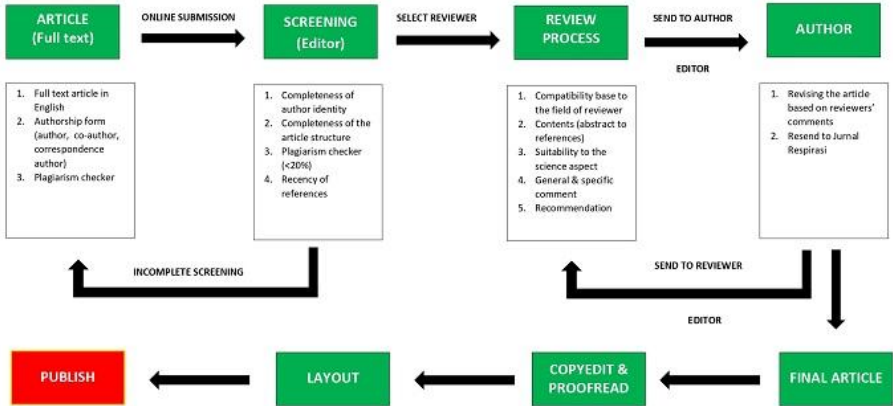 ARTICLE
(Full text)
ONLINE SUBMISSION
SCREENING
(Editor)
SELECT REVIEWER
REVIEW
PROCESS
SEND TO AUTHOR
EDITOR
AUTHOR
1. Full text article in
English
2. Authorship form
(author, co-author,
correspondence
author)
3. Plagiarism checker
1. Completeness of
author identity
2. Completeness of the
article structure
3. Plagiarism checker
(<20%)
4. Recency of
references
1. Compatibility base to
the field of reviewer
2. Contents (abstract to
references)
3. Suitability to the
science aspect
4. General & specific
comment
5. Recommendation
1. Revising the article
based on reviewers'
comments
2. Resend to Jurnal
Respirasi
INCOMPLETE SCREENING
SEND TO REVIEWER
EDITOR
PUBLISH
LAYOUT
COPYEDIT &
PROOFREAD
FINAL ARTICLE